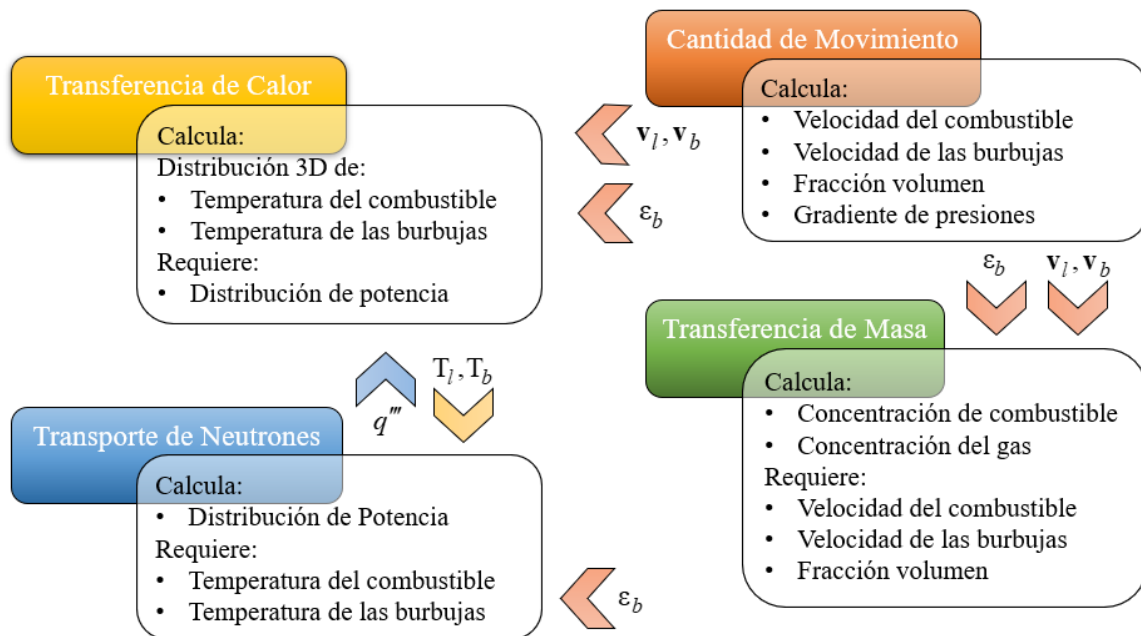 Transferencia de Calor
Calcula:
Distribución 3D de:
• Temperatura del combustible
• Temperatura de las burbujas
Requiere:
• Distribución de potencia
v_l, v_b
ε_b
Cantidad de Movimiento
Calcula:
• Velocidad del combustible
• Velocidad de las burbujas
• Fracción volumen
• Gradiente de presiones
ε_b v_l, v_b
Transferencia de Masa
Calcula:
• Concentración de combustible
• Concentración del gas
Requiere:
• Velocidad del combustible
• Velocidad de las burbujas
• Fracción volumen
T_l, T_b
q‴
Transporte de Neutrones
Calcula:
• Distribución de Potencia
Requiere:
• Temperatura del combustible
• Temperatura de las burbujas
ε_b